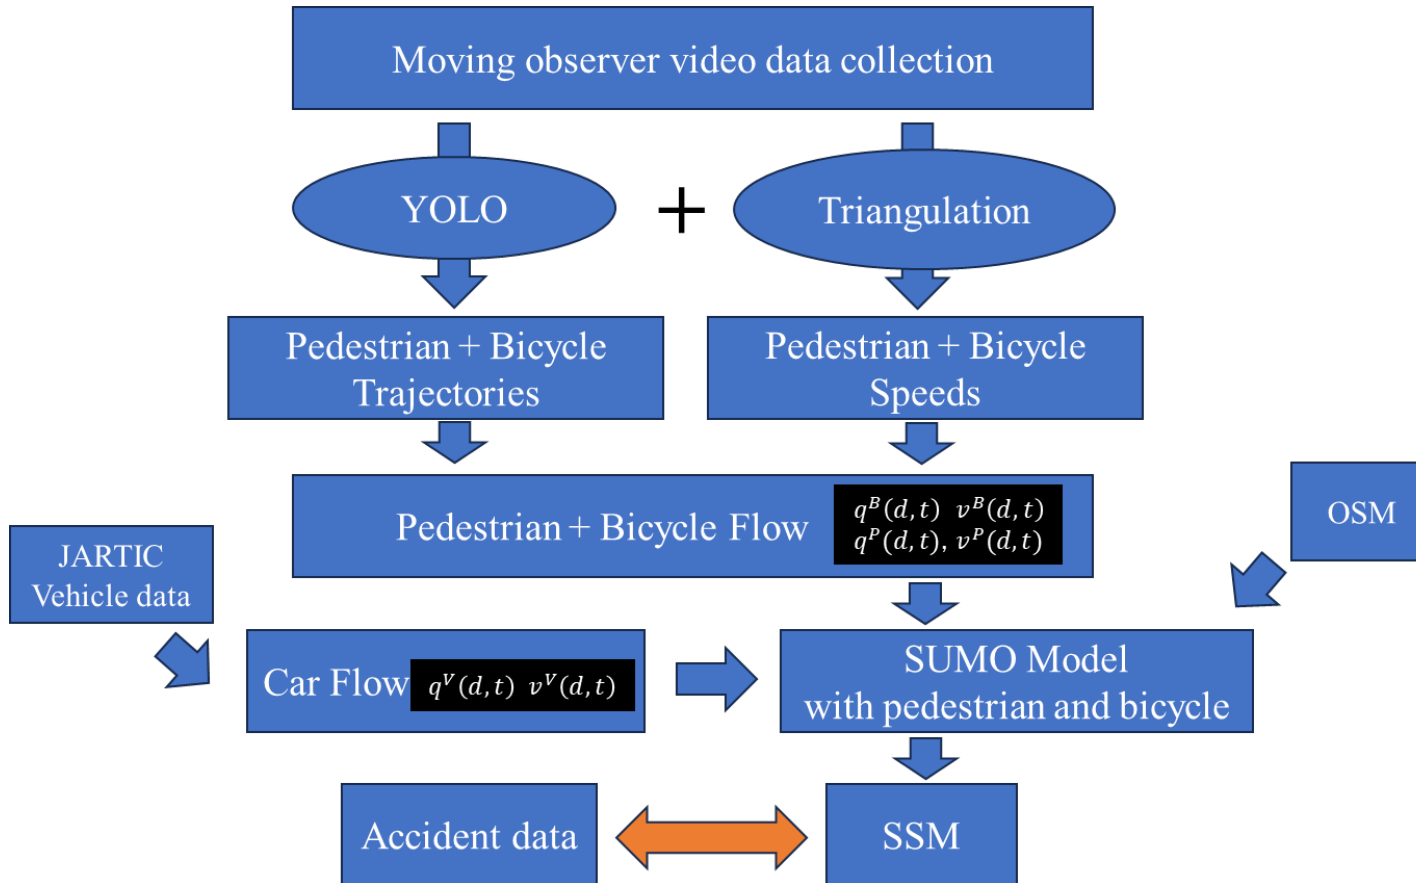 Moving observer video data collection
YOLO
+
Triangulation
Pedestrian + Bicycle
Trajectories
Pedestrian + Bicycle
Speeds
Pedestrian + Bicycle Flow
q^B(d,t) v^B(d,t)
q^P(d,t), v^P(d,t)
OSM
JARTIC
Vehicle data
Car Flow q^V(d,t) v^V(d,t)
SUMO Model
with pedestrian and bicycle
Accident data
SSM